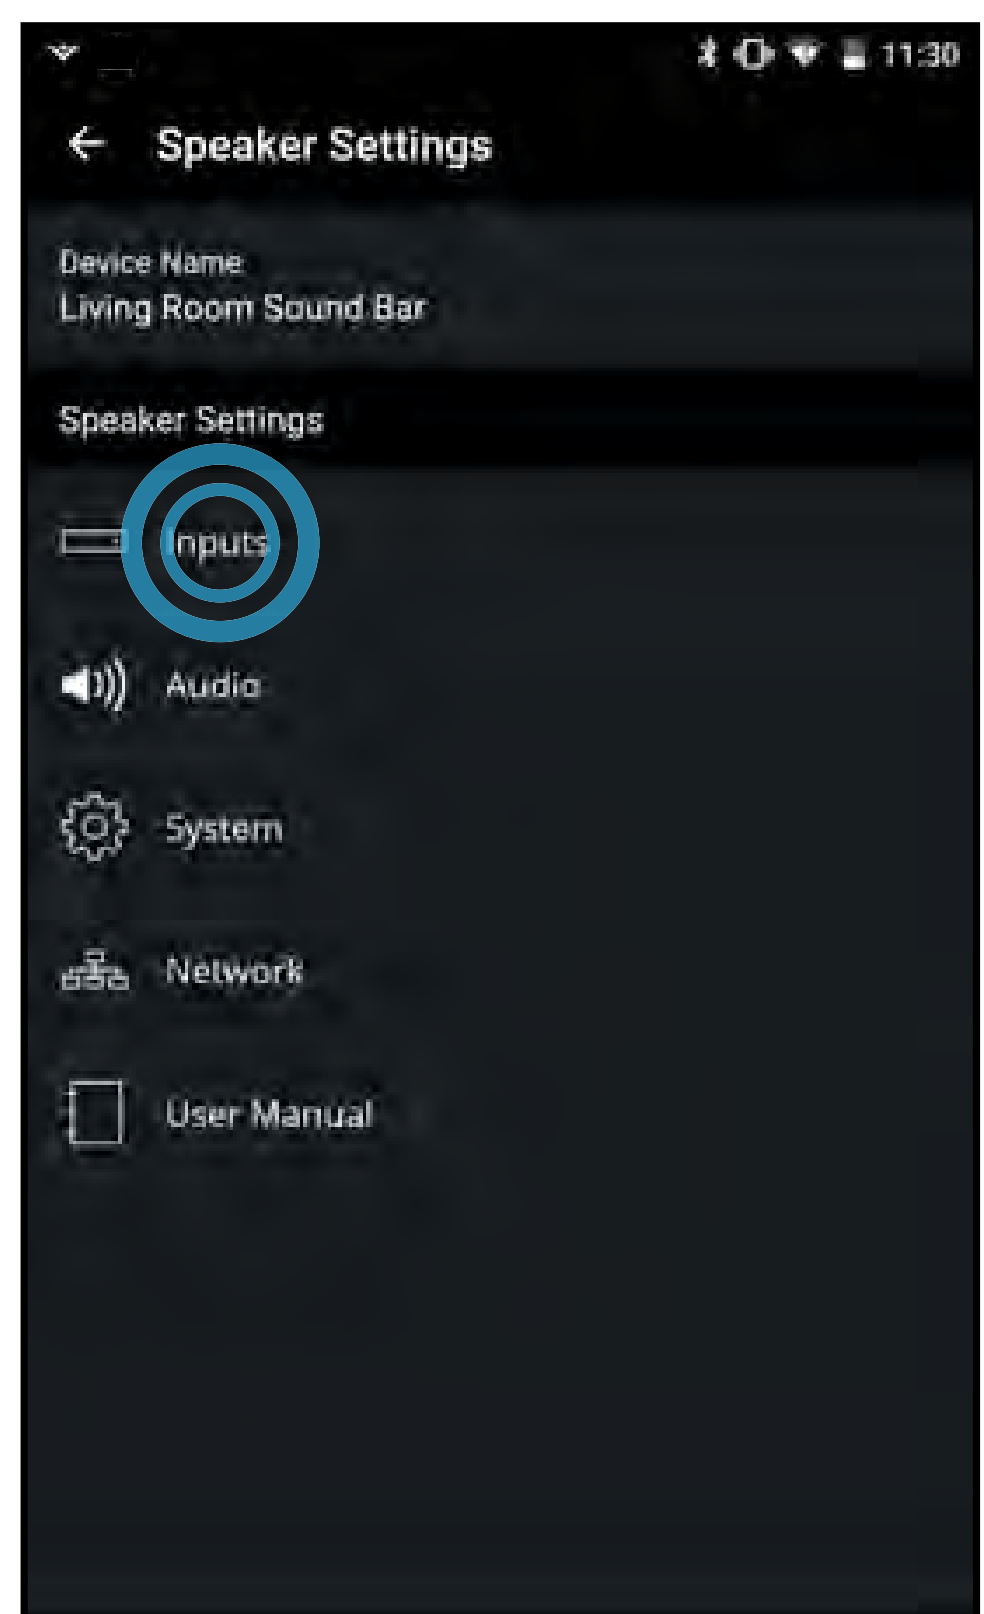 11:30
Speaker Settings
Device Name
Living Room Sound Bar
Speaker Settings
Inputs
Audio
System
Network
User Manual